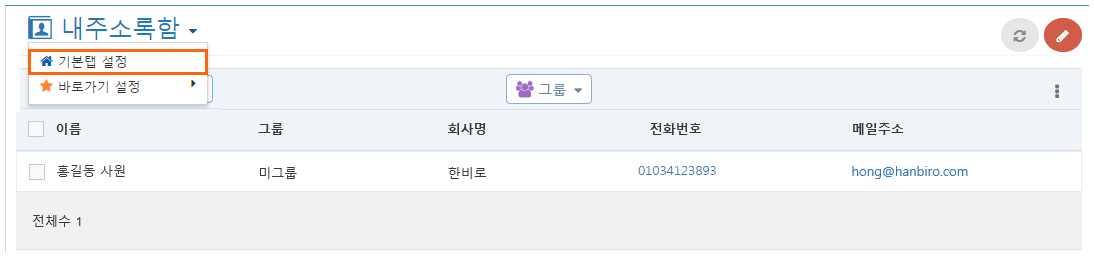 내주소록함
기본탭 설정
바로가기 설정
그룹
이름 그룹 회사명 전화번호 메일주소
홍길동 사원 미그룹 한비로 01034123893 hong@hanbiro.com
전체수 1